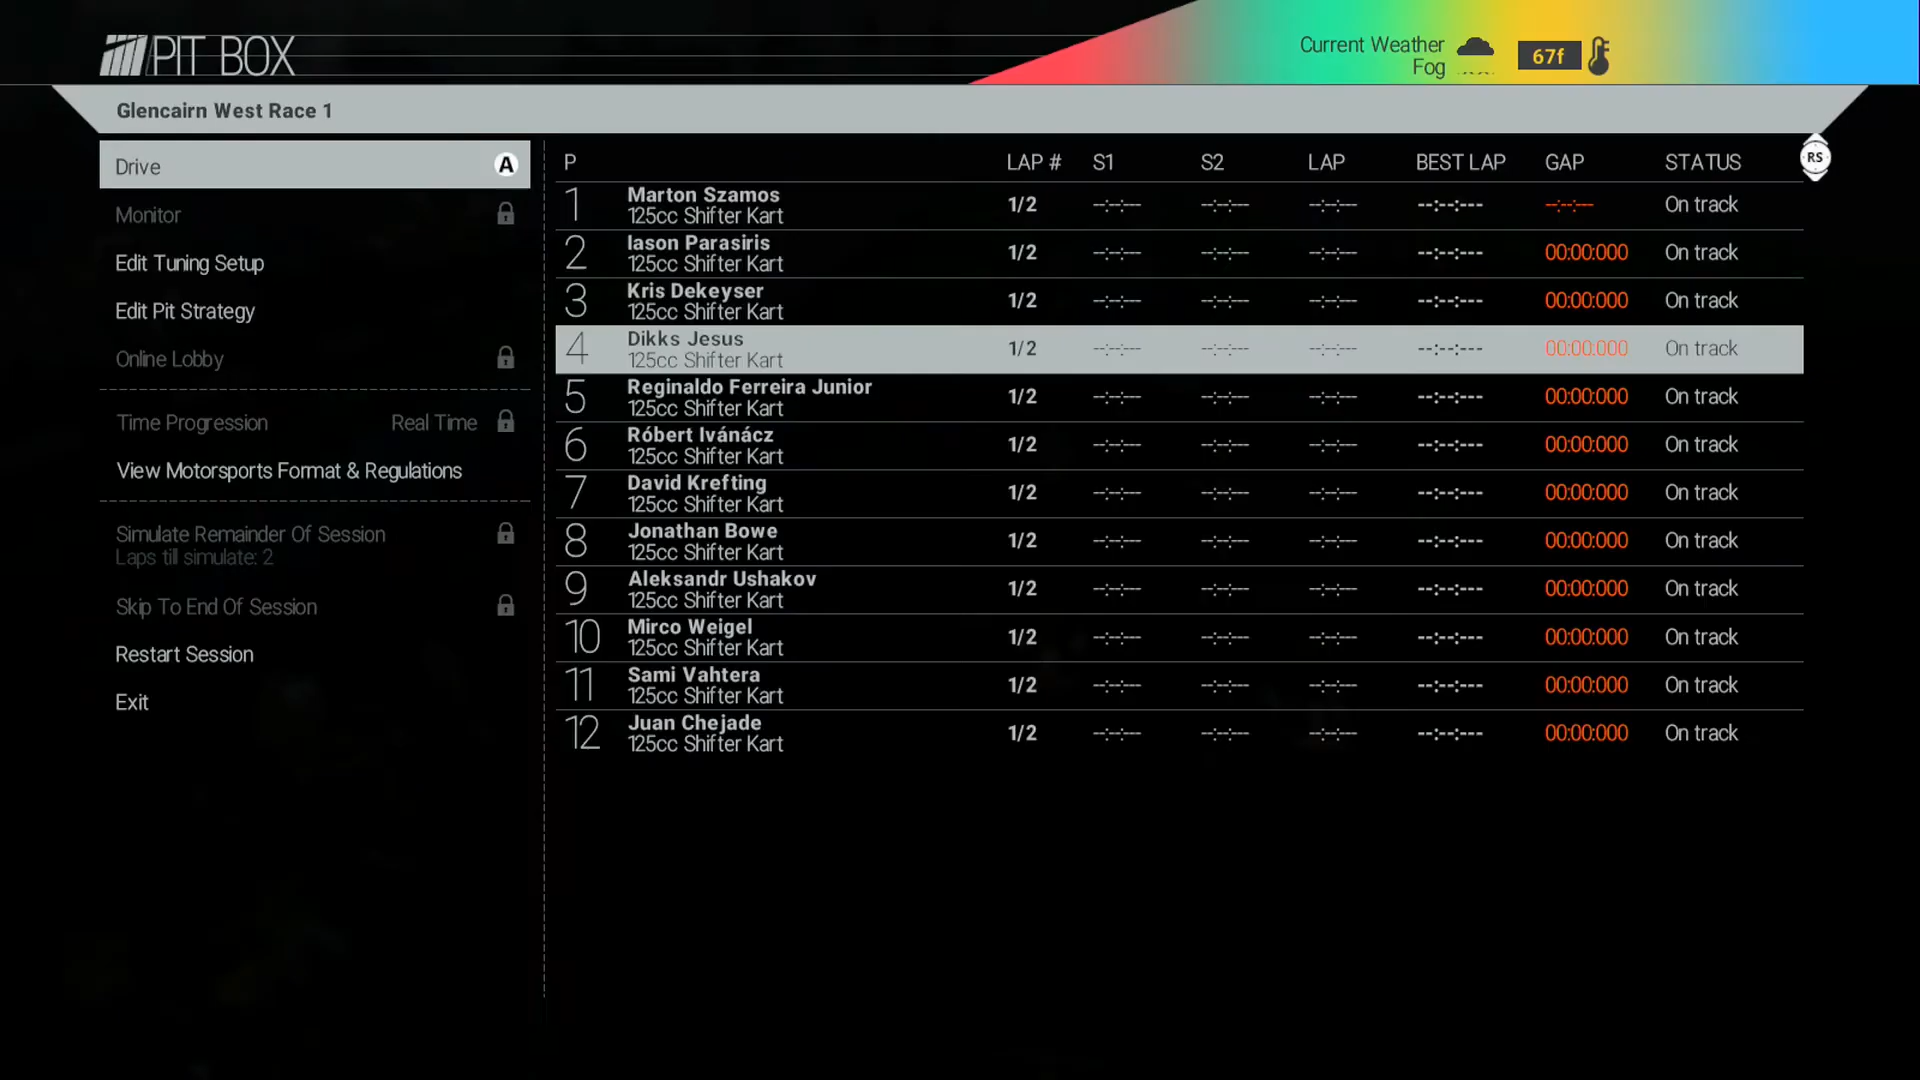 PIT BOX
Current Weather
Fog
67f
Glencairn West Race 1
Drive A
Monitor
Edit Tuning Setup
Edit Pit Strategy
Online Lobby
Time Progression Real Time
View Motorsports Format & Regulations
Simulate Remainder Of Session
Laps till simulate: 2
Skip To End Of Session
Restart Session
Exit
P LAP # S1 S2 LAP BEST LAP GAP STATUS RS
1 Marton Szamos 1/2 --:--:--- --:--:--- --:--:--- --:--:--- --:--:--- On track
125cc Shifter Kart
2 Iason Parasiris 1/2 --:--:--- --:--:--- --:--:--- --:--:--- 00:00:000 On track
125cc Shifter Kart
3 Kris Dekeyser 1/2 --:--:--- --:--:--- --:--:--- --:--:--- 00:00:000 On track
125cc Shifter Kart
4 Dikks Jesus 1/2 --:--:--- --:--:--- --:--:--- --:--:--- 00:00:000 On track
125cc Shifter Kart
5 Reginaldo Ferreira Junior 1/2 --:--:--- --:--:--- --:--:--- --:--:--- 00:00:000 On track
125cc Shifter Kart
6 Róbert Ivánácz 1/2 --:--:--- --:--:--- --:--:--- --:--:--- 00:00:000 On track
125cc Shifter Kart
7 David Krefting 1/2 --:--:--- --:--:--- --:--:--- --:--:--- 00:00:000 On track
125cc Shifter Kart
8 Jonathan Bowe 1/2 --:--:--- --:--:--- --:--:--- --:--:--- 00:00:000 On track
125cc Shifter Kart
9 Aleksandr Ushakov 1/2 --:--:--- --:--:--- --:--:--- --:--:--- 00:00:000 On track
125cc Shifter Kart
10 Mirco Weigel 1/2 --:--:--- --:--:--- --:--:--- --:--:--- 00:00:000 On track
125cc Shifter Kart
11 Sami Vahtera 1/2 --:--:--- --:--:--- --:--:--- --:--:--- 00:00:000 On track
125cc Shifter Kart
12 Juan Chejade 1/2 --:--:--- --:--:--- --:--:--- --:--:--- 00:00:000 On track
125cc Shifter Kart